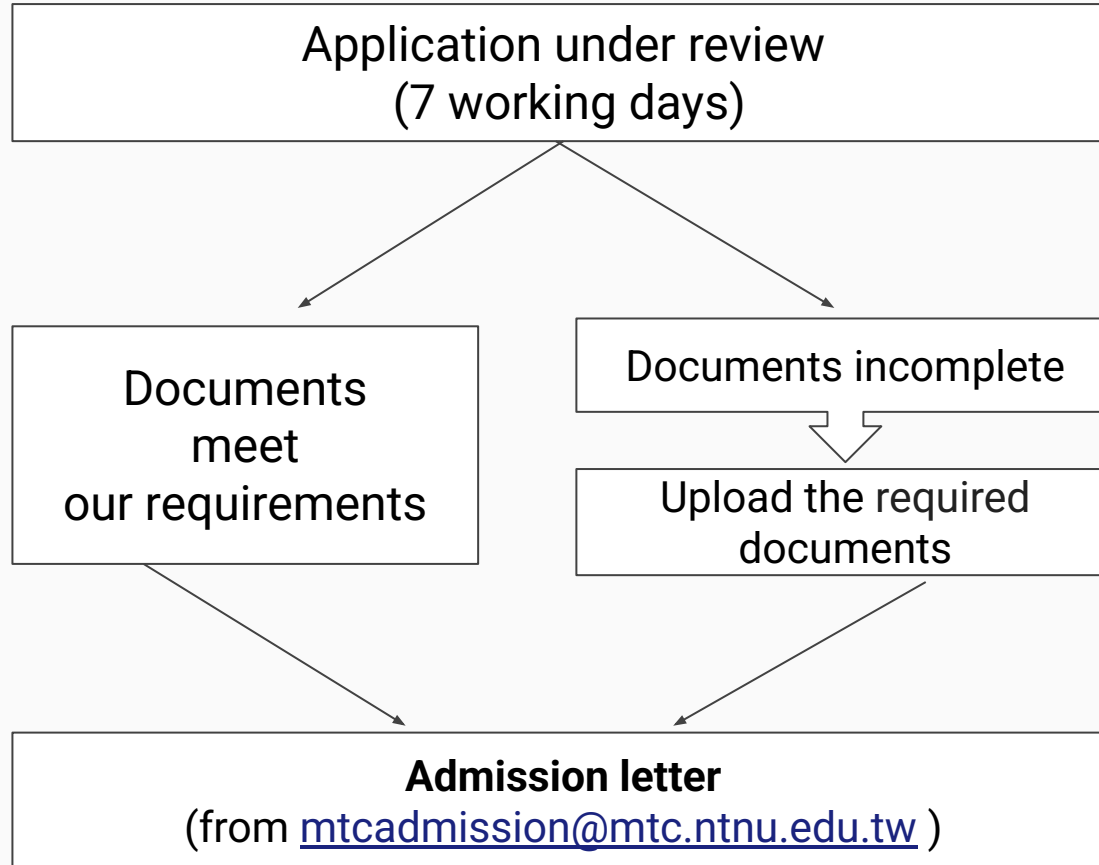 Application under review
(7 working days)
Documents
meet
our requirements
Documents incomplete
Upload the required
documents
Admission letter
(from mtcadmission@mtc.ntnu.edu.tw )